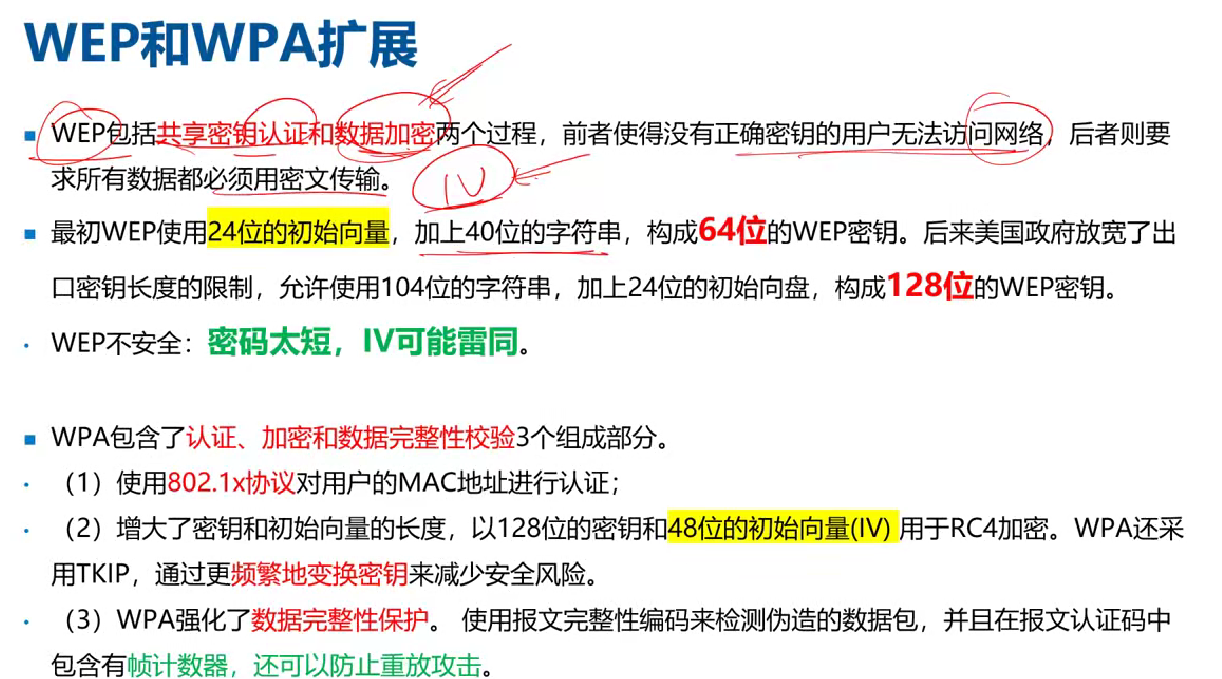 WEP和WPA扩展
WEP包括共享密钥认证和数据加密两个过程，前者使得没有正确密钥的用户无法访问网络，后者则要
求所有数据都必须用密文传输。
IV
最初WEP使用24位的初始向量，加上40位的字符串，构成64位的WEP密钥。后来美国政府放宽了出
口密钥长度的限制，允许使用104位的字符串，加上24位的初始向盘，构成128位的WEP密钥。
WEP不安全：密码太短，IV可能雷同。
WPA包含了认证、加密和数据完整性校验3个组成部分。
（1）使用802.1x协议对用户的MAC地址进行认证；
（2）增大了密钥和初始向量的长度，以128位的密钥和48位的初始向量(IV) 用于RC4加密。WPA还采
用TKIP，通过更频繁地变换密钥来减少安全风险。
（3）WPA强化了数据完整性保护。 使用报文完整性编码来检测伪造的数据包，并且在报文认证码中
包含有帧计数器，还可以防止重放攻击。